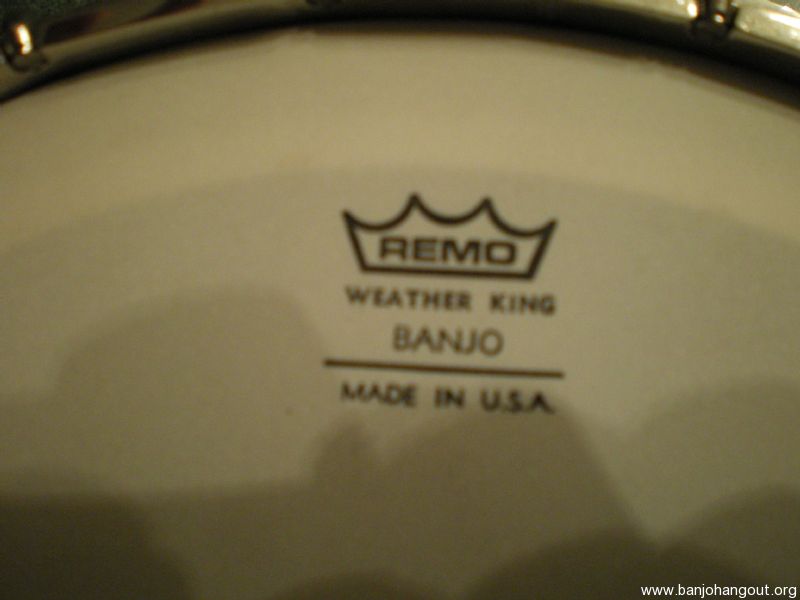 REMO
WEATHER KING
BANJO
MADE IN U.S.A.
www.banjohangout.org